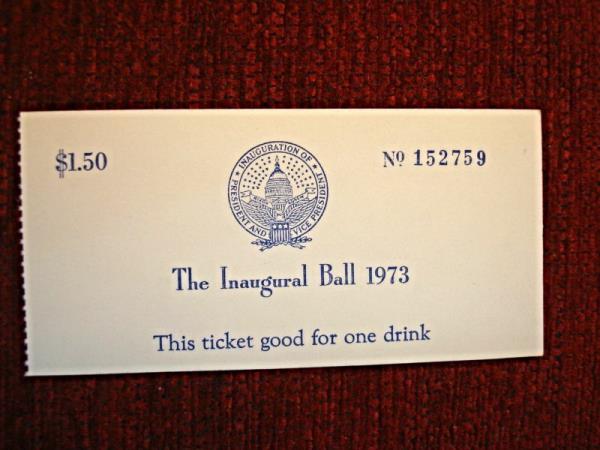 $1.50
Nº 152759
INAUGURATION OF
PRESIDENT AND VICE PRESIDENT
The Inaugural Ball 1973
This ticket good for one drink